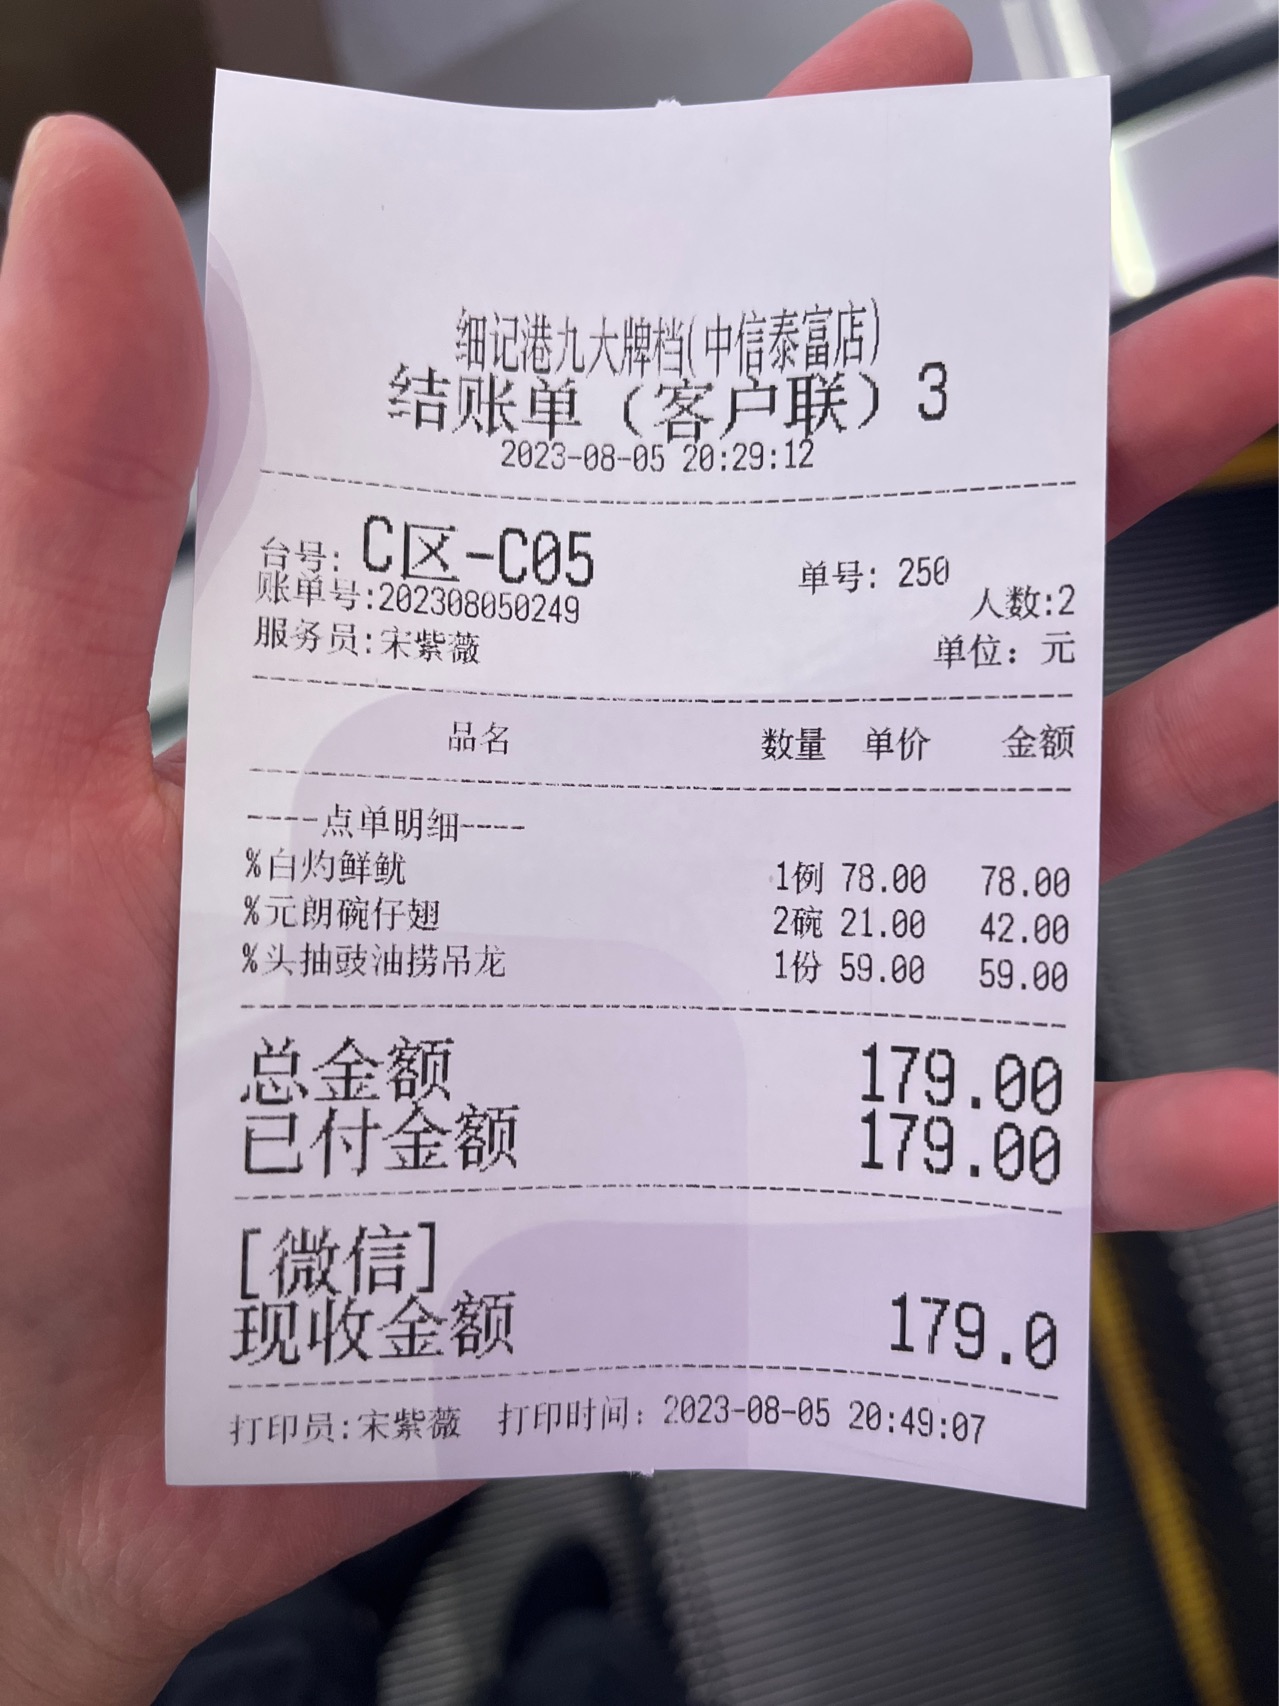 细记港九大牌档(中信泰富店)
结账单（客户联）3
2023-08-05 20:29:12
台号: C区-C05 单号: 250
账单号:202308050249 人数:2
服务员:宋紫薇 单位: 元
品名 数量 单价 金额
----点单明细----
%白灼鲜鱿 1例 78.00 78.00
%元朗碗仔翅 2碗 21.00 42.00
%头抽豉油捞吊龙 1份 59.00 59.00
总金额 179.00
已付金额 179.00
[微信]
现收金额 179.0
打印员:宋紫薇 打印时间: 2023-08-05 20:49:07